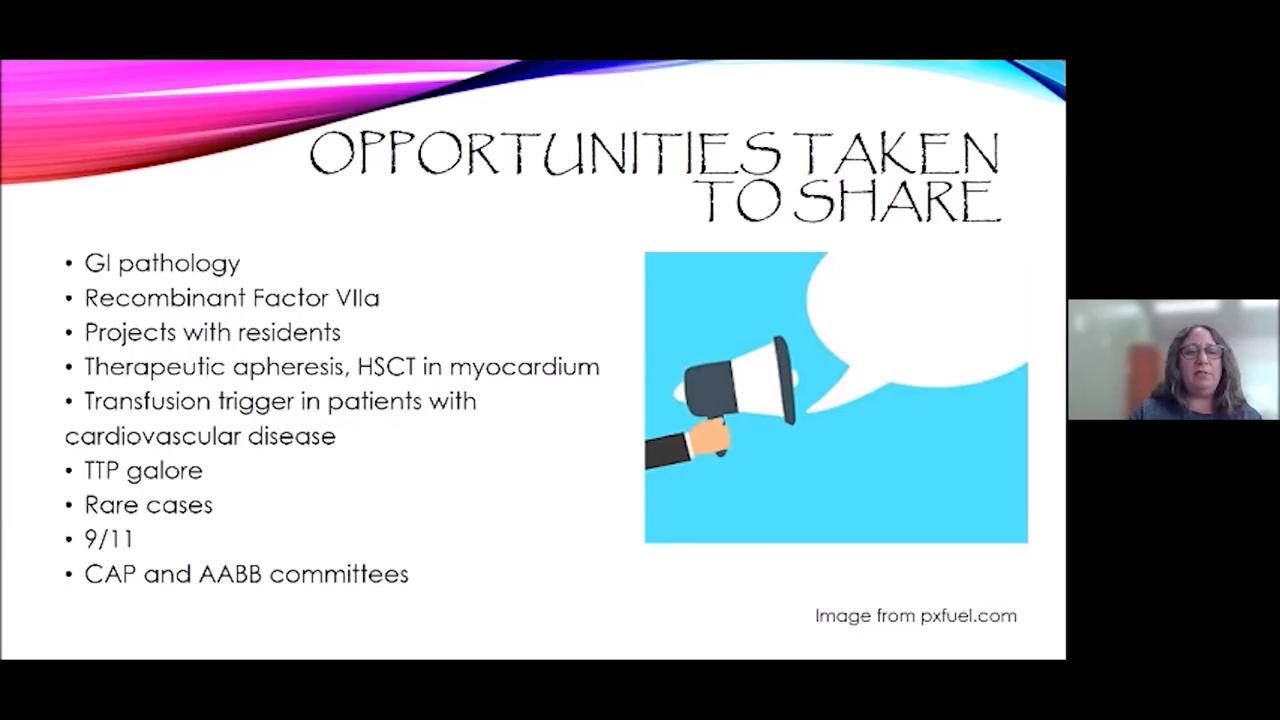 OPPORTUNITIES TAKEN
TO SHARE
• GI pathology
• Recombinant Factor VIIa
• Projects with residents
• Therapeutic apheresis, HSCT in myocardium
• Transfusion trigger in patients with
cardiovascular disease
• TTP galore
• Rare cases
• 9/11
• CAP and AABB committees
Image from pxfuel.com